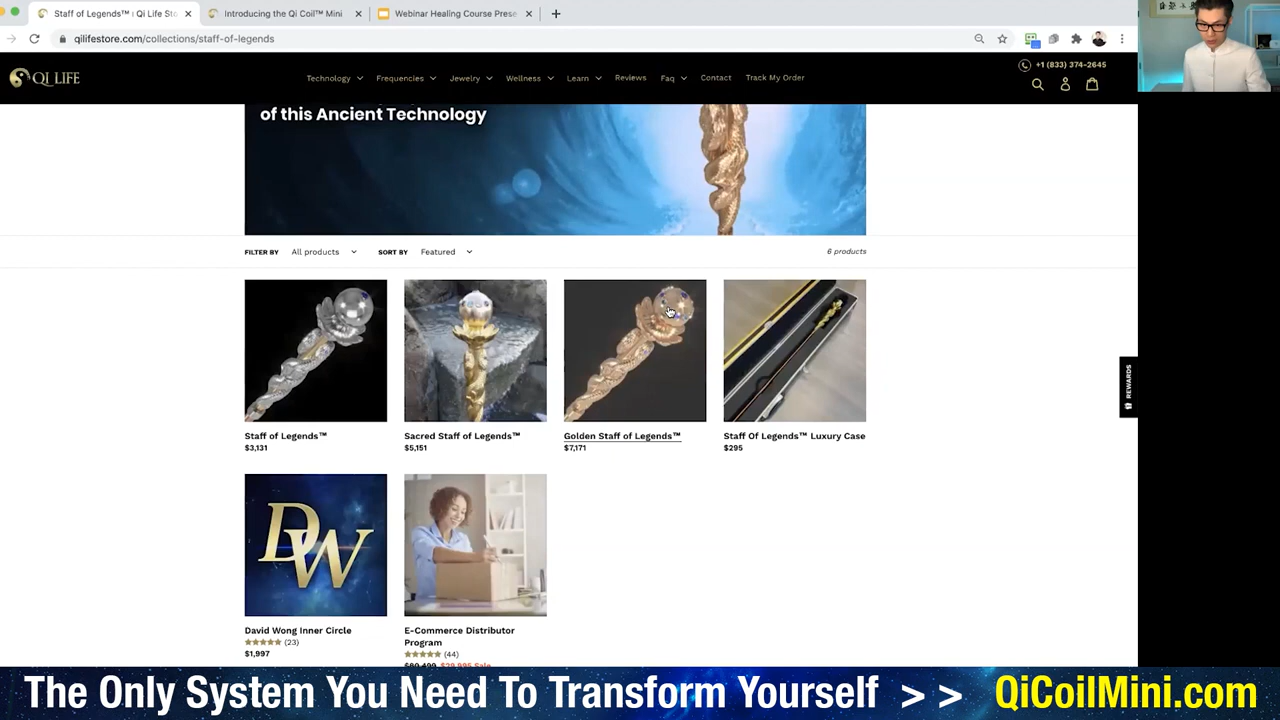 Staff of Legends™ | Qi Life Sto
Introducing the Qi Coil™ Mini
Webinar Healing Course Prese
qilifestore.com/collections/staff-of-legends
QI LIFE
Technology
Frequencies
Jewelry
Wellness
Learn
Reviews
Faq
Contact
Track My Order
+1 (833) 374-2645
of this Ancient Technology
FILTER BY All products
SORT BY Featured
6 products
REWARDS
Staff of Legends™
$3,131
Sacred Staff of Legends™
$5,151
Golden Staff of Legends™
$7,171
Staff Of Legends™ Luxury Case
$295
DW
David Wong Inner Circle
(23)
$1,997
E-Commerce Distributor
Program
(44)
The Only System You Need To Transform Yourself > > QiCoilMini.com